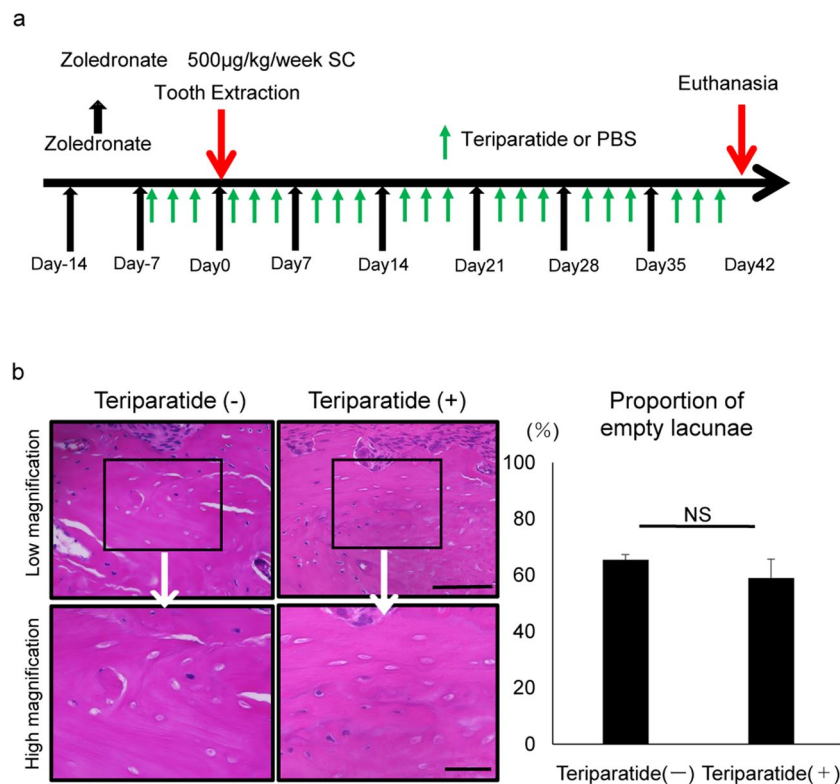 a
Zoledronate 500μg/kg/week SC
Tooth Extraction
Euthanasia
Zoledronate
Teriparatide or PBS
Day-14 Day-7 Day0 Day7 Day14 Day21 Day28 Day35 Day42
b
Teriparatide (-) Teriparatide (+)
Low magnification
High magnification
Proportion of
empty lacunae
(%)
100
80
60
40
20
0
NS
Teriparatide(－) Teriparatide(＋)